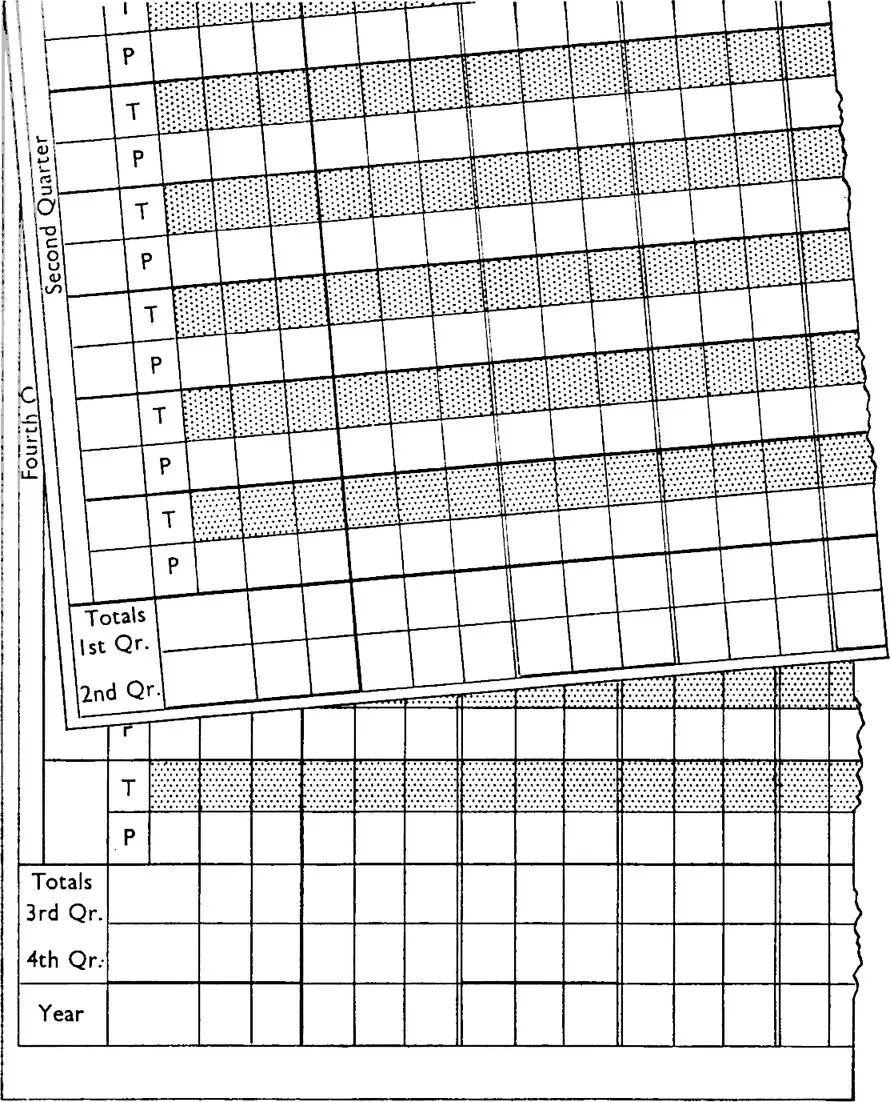 T
P
T
P
T
P
T
P
T
P
T
P
Second Quarter
Totals
1st Qr.
2nd Qr.
Fourth
P
T
P
Totals
3rd Qr.
4th Qr.
Year